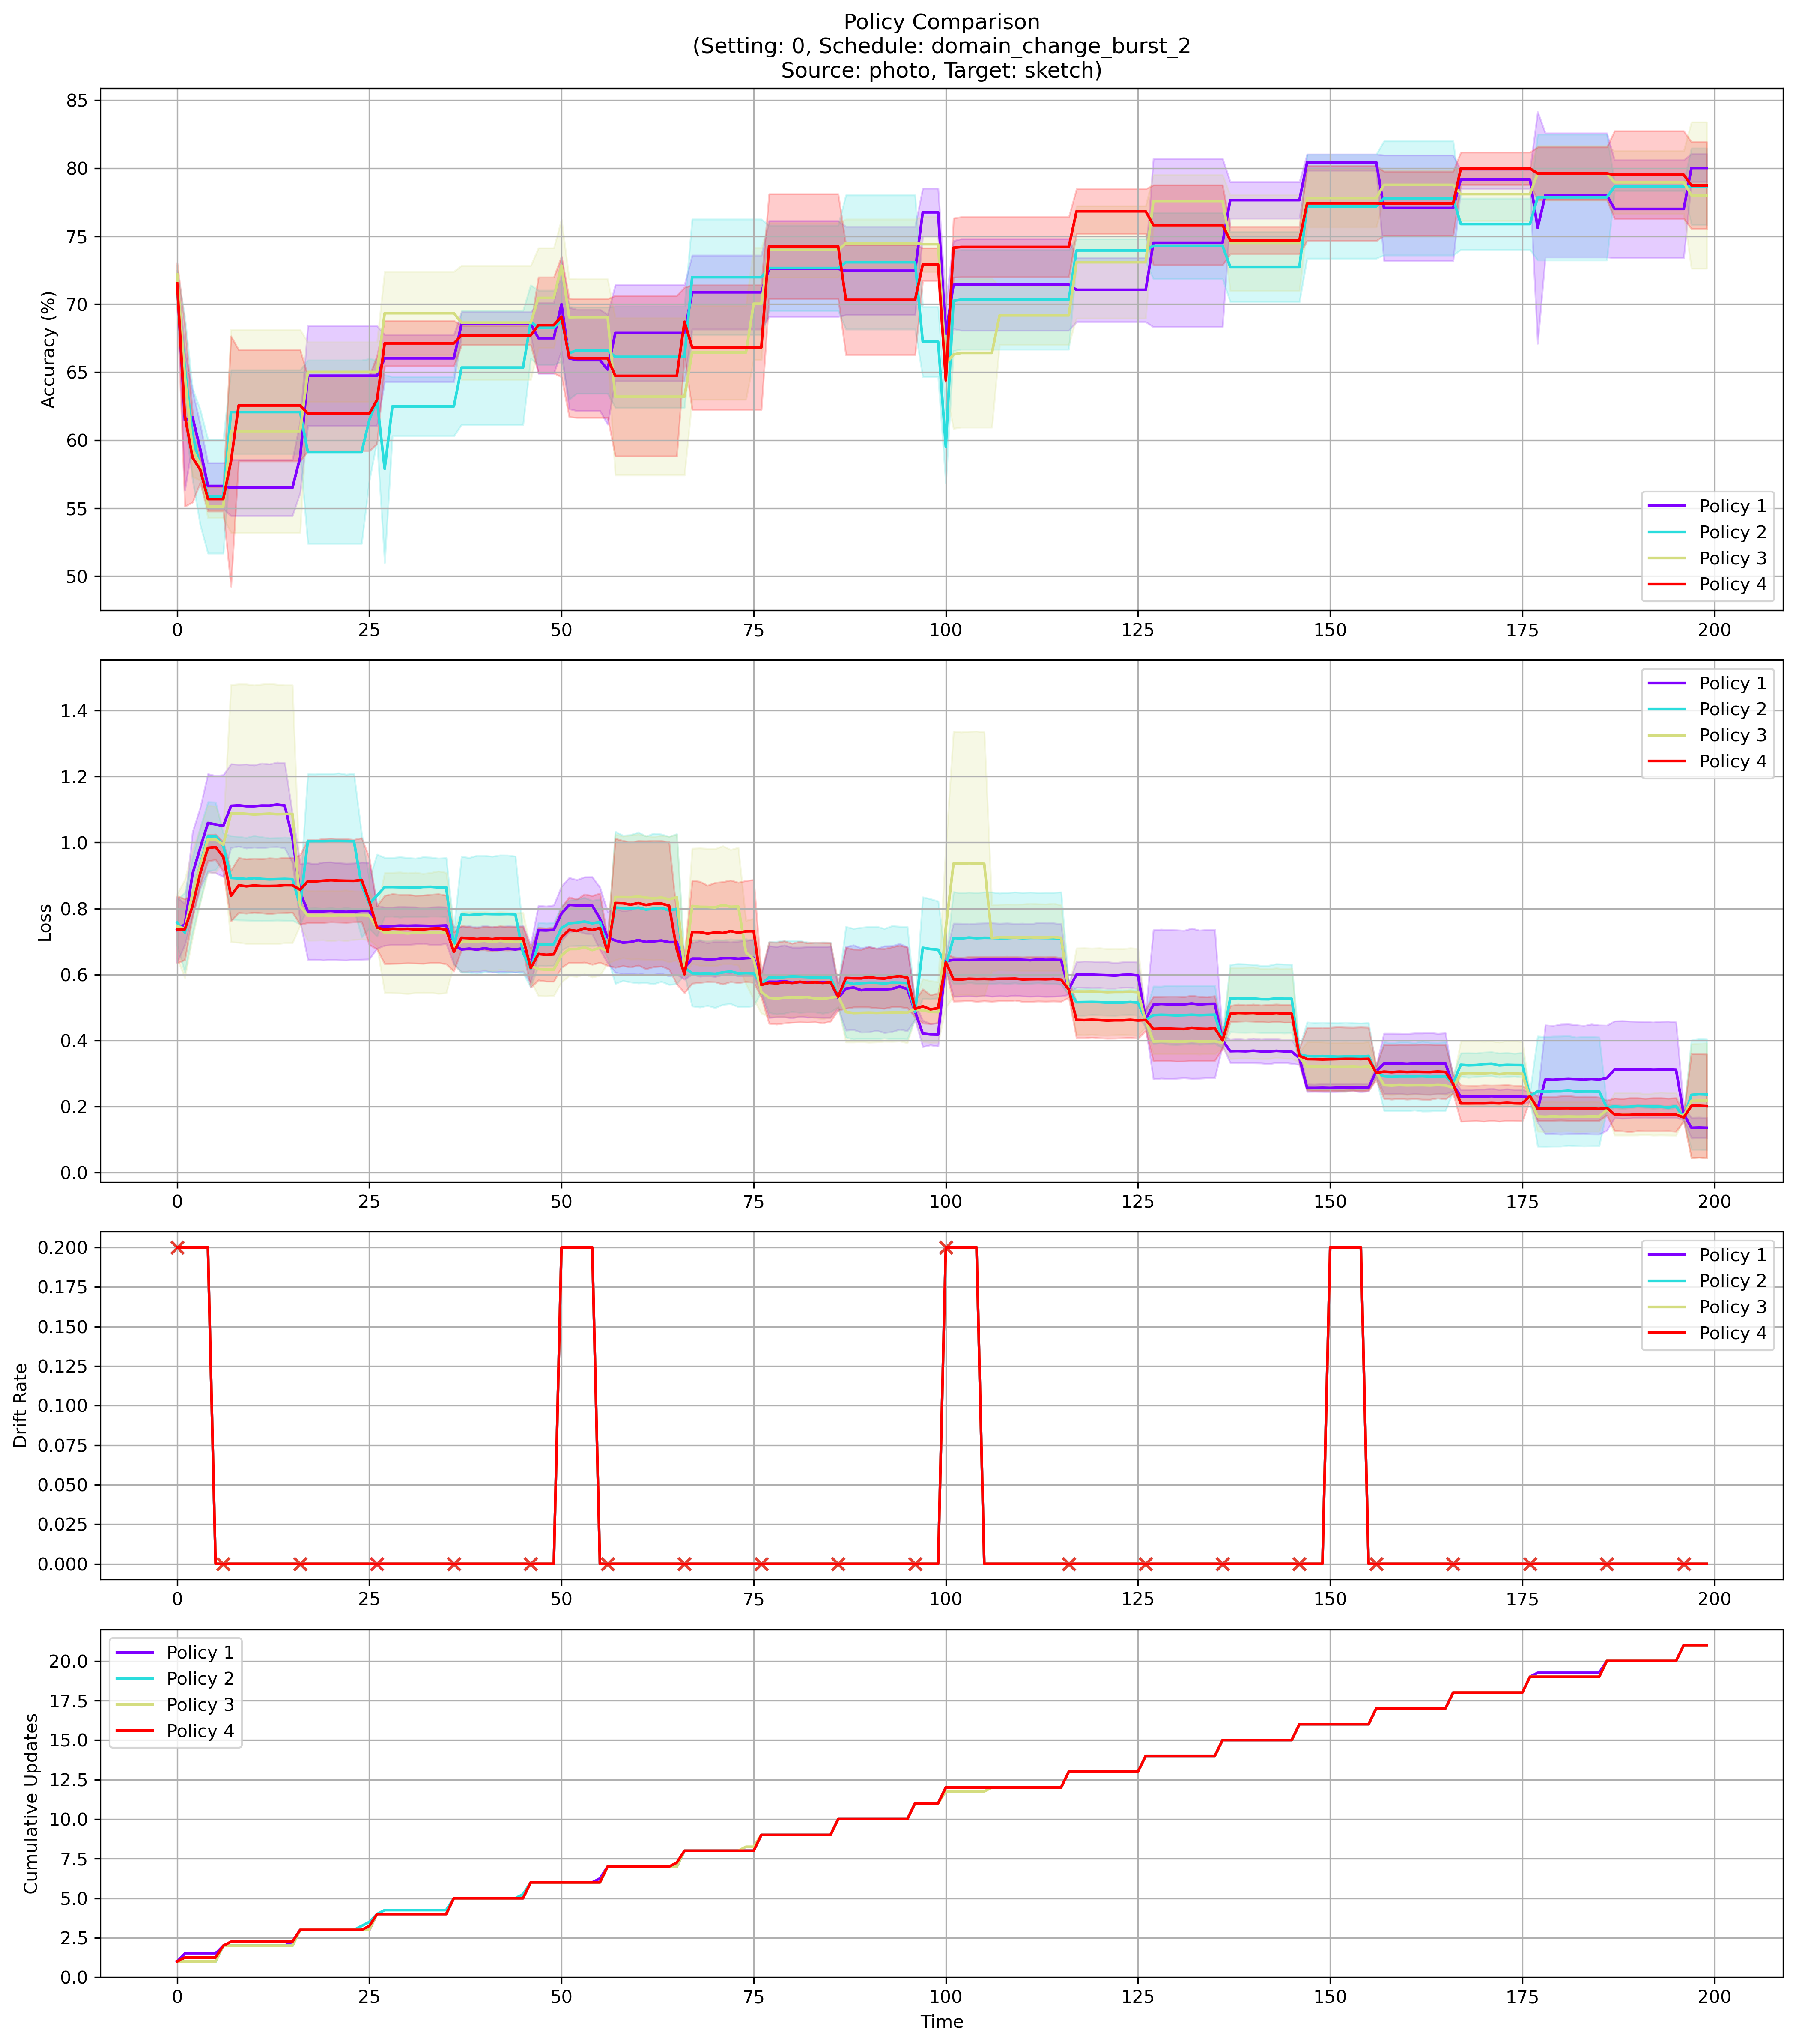 Policy Comparison
(Setting: 0, Schedule: domain_change_burst_2
Source: photo, Target: sketch)
85
80
75
70
65
60
55
50
Accuracy (%)
Policy 1
Policy 2
Policy 3
Policy 4
0 25 50 75 100 125 150 175 200
1.4
1.2
1.0
0.8
0.6
0.4
0.2
0.0
Loss
Policy 1
Policy 2
Policy 3
Policy 4
0 25 50 75 100 125 150 175 200
0.200
0.175
0.150
0.125
0.100
0.075
0.050
0.025
0.000
Drift Rate
Policy 1
Policy 2
Policy 3
Policy 4
0 25 50 75 100 125 150 175 200
20.0
17.5
15.0
12.5
10.0
7.5
5.0
2.5
0.0
Cumulative Updates
Policy 1
Policy 2
Policy 3
Policy 4
0 25 50 75 100 125 150 175 200
Time